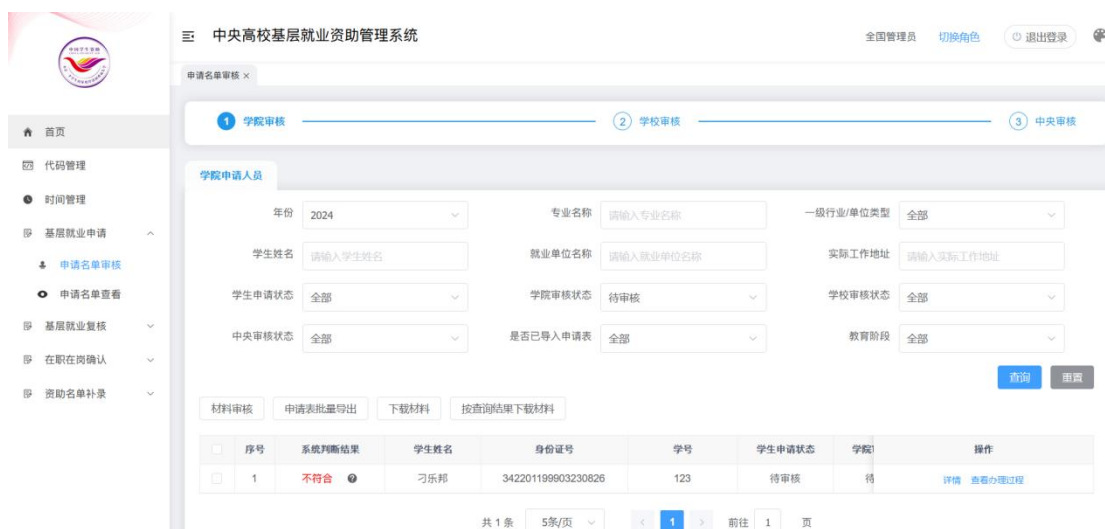 中央高校基层就业资助管理系统
全国管理员 切换角色 退出登录
申请名单审核 ×
首页
代码管理
时间管理
基层就业申请
申请名单审核
申请名单查看
基层就业复核
在职在岗确认
资助名单补录
1 学院审核 2 学校审核 3 中央审核
学院申请人员
年份 2024 专业名称 请输入专业名称 一级行业/单位类型 全部
学生姓名 请输入学生姓名 就业单位名称 请输入就业单位名称 实际工作地址 请输入实际工作地址
学生申请状态 全部 学院审核状态 待审核 学校审核状态 全部
中央审核状态 全部 是否已导入申请表 全部 教育阶段 全部
查询 重置
材料审核 申请表批量导出 下载材料 按查询结果下载材料
序号 系统判断结果 学生姓名 身份证号 学号 学生申请状态 学院 操作
1 不符合 刁乐邦 342201199903230826 123 待审核 待 详情 查看办理过程
共 1 条 5条/页 1 前往 1 页